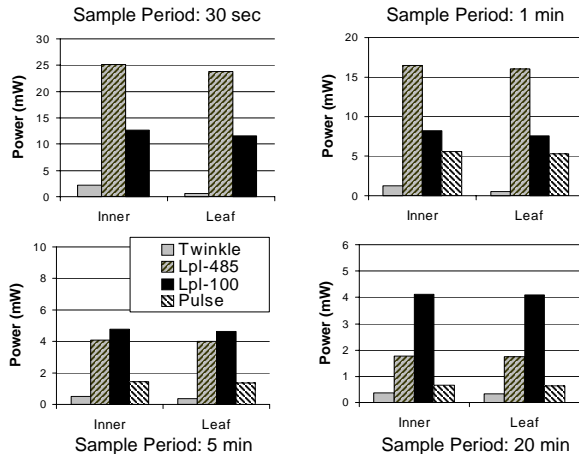 Sample Period: 30 sec
Power (mW)
30
25
20
15
10
5
0
Inner Leaf
Sample Period: 1 min
Power (mW)
20
15
10
5
0
Inner Leaf
Power (mW)
10
8
6
4
2
0
Twinkle
Lpl-485
Lpl-100
Pulse
Inner Leaf
Sample Period: 5 min
Power (mW)
6
5
4
3
2
1
0
Inner Leaf
Sample Period: 20 min